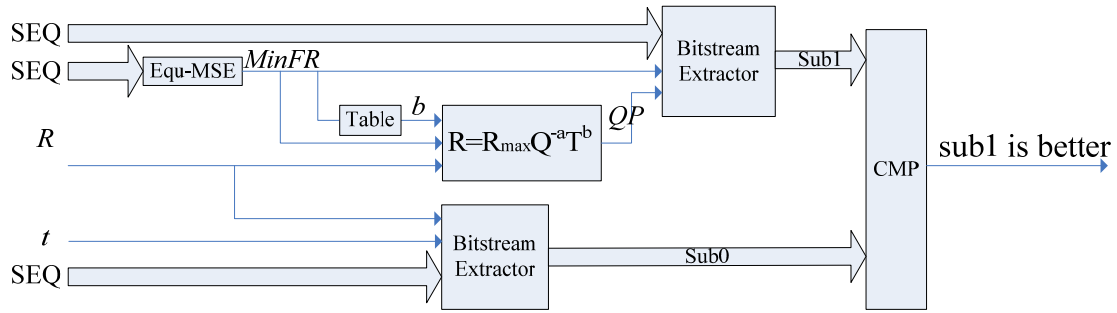 SEQ
SEQ
Equ-MSE
MinFR
Bitstream
Extractor
Sub1
Table
b
QP
R=RmaxQ⁻ᵃTᵇ
R
CMP
sub1 is better
t
SEQ
Bitstream
Extractor
Sub0